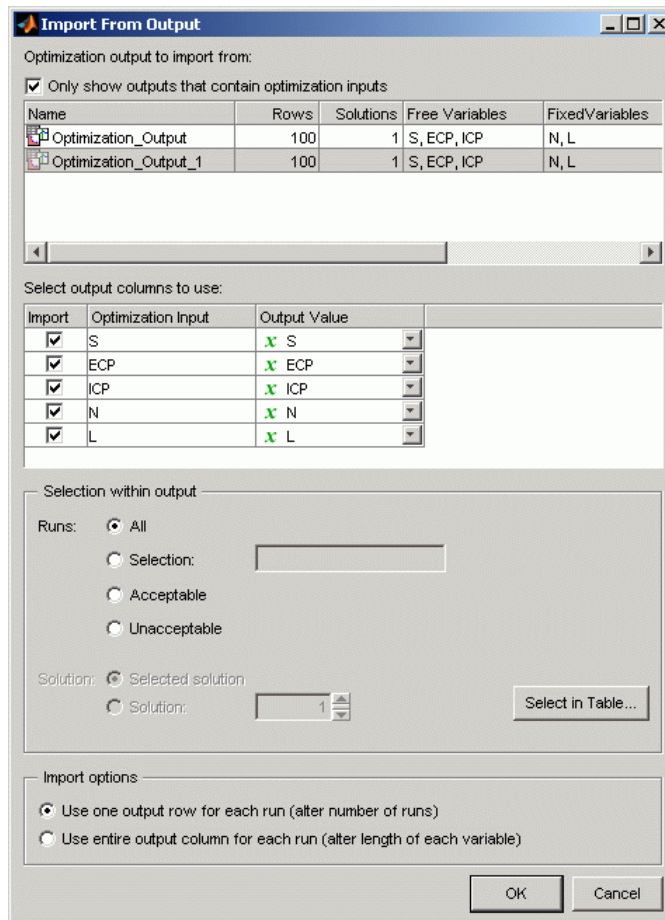 Import From Output
Optimization output to import from:
Only show outputs that contain optimization inputs
Name Rows Solutions Free Variables FixedVariables
Optimization_Output 100 1 S, ECP, ICP N, L
Optimization_Output_1 100 1 S, ECP, ICP N, L
Select output columns to use:
Import Optimization Input Output Value
S x S
ECP x ECP
ICP x ICP
N x N
L x L
Selection within output
Runs: All
Selection:
Acceptable
Unacceptable
Solution: Selected solution
Solution: 1 Select in Table...
Import options
Use one output row for each run (alter number of runs)
Use entire output column for each run (alter length of each variable)
OK Cancel